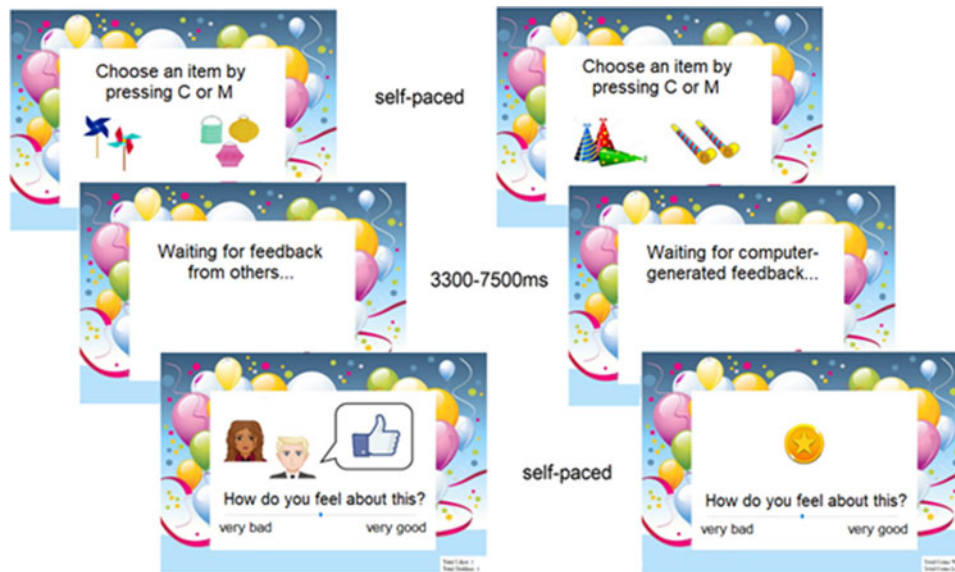 Choose an item by
pressing C or M
self-paced
Choose an item by
pressing C or M
Waiting for feedback
from others...
3300-7500ms
Waiting for computer-
generated feedback...
How do you feel about this?
very bad very good
self-paced
How do you feel about this?
very bad very good